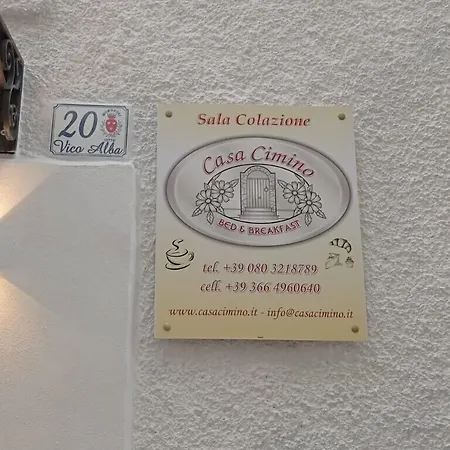 20
Vico Alba
Sala Colazione
Casa Cimino
BED & BREAKFAST
tel. +39 080 3218789
cell. +39 366 4960640
www.casacimino.it - info@casacimino.it